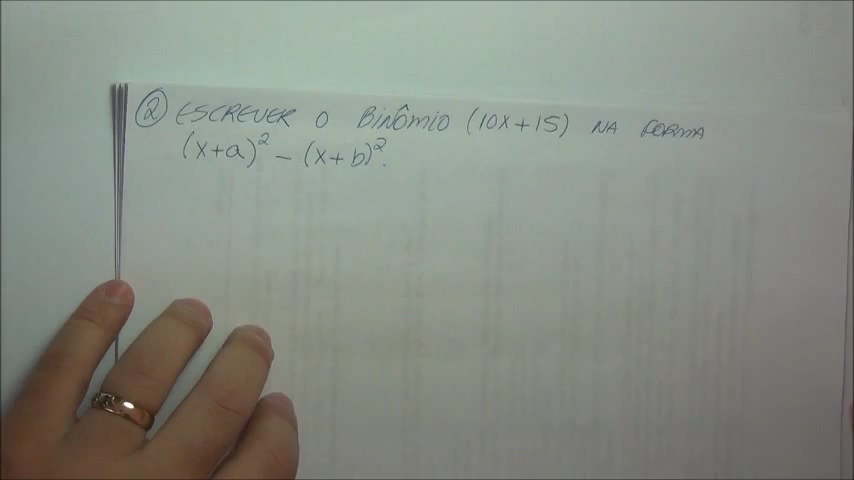 ② ESCREVER O BINÔMIO (10X+15) NA FORMA
(x+a)² - (x+b)².